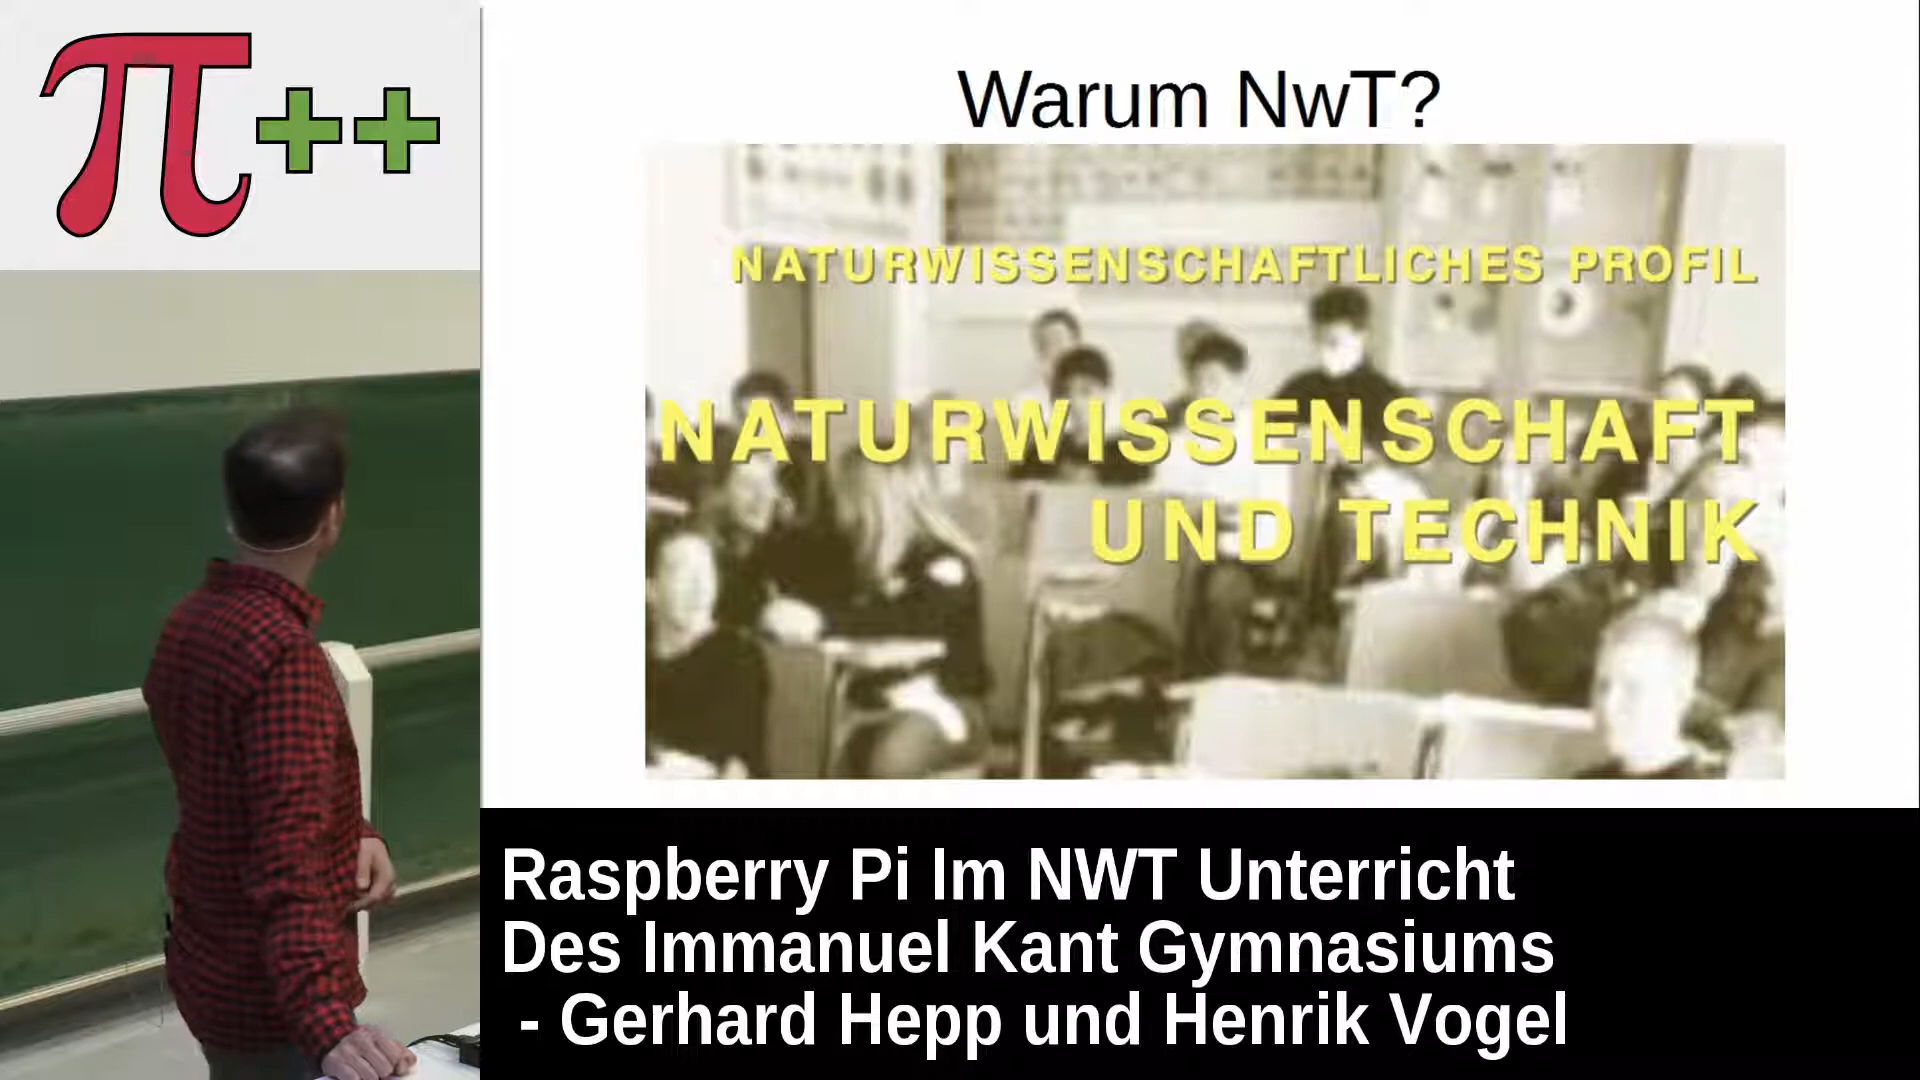 π++
Warum NwT?
NATURWISSENSCHAFTLICHES PROFIL
NATURWISSENSCHAFT
UND TECHNIK
Raspberry Pi Im NWT Unterricht
Des Immanuel Kant Gymnasiums
- Gerhard Hepp und Henrik Vogel